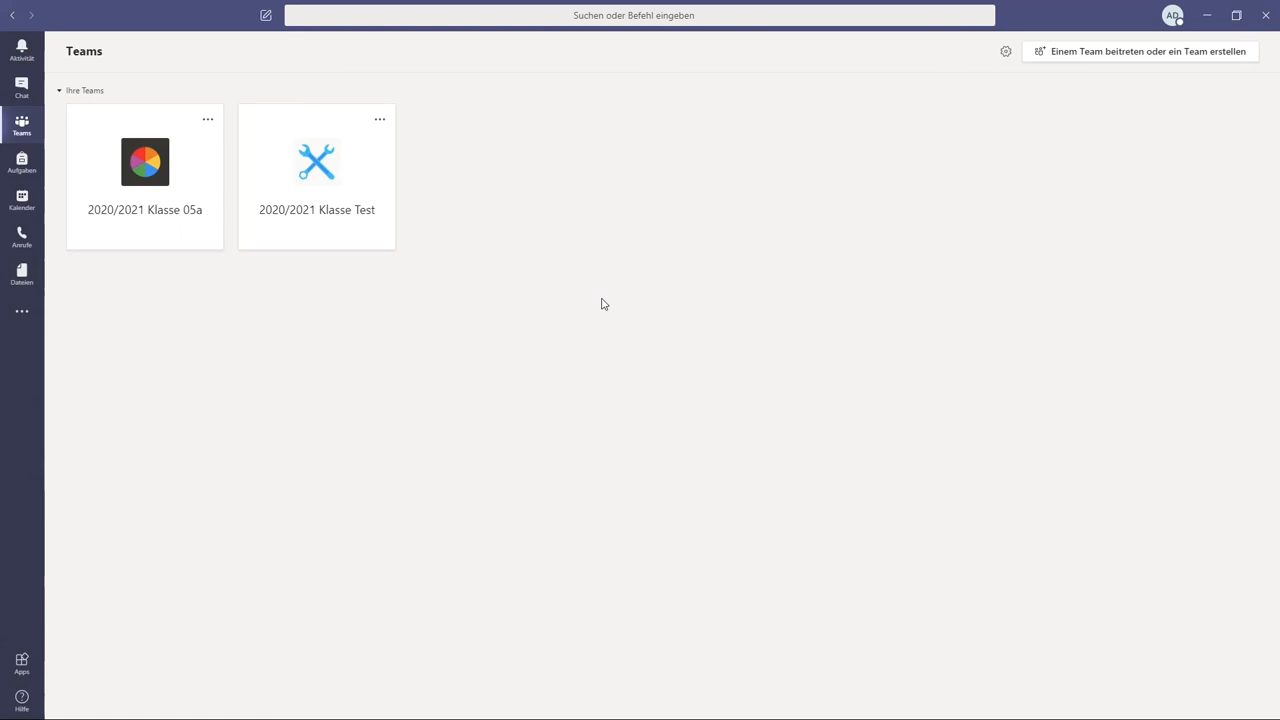 Suchen oder Befehl eingeben
AD
Aktivität
Chat
Teams
Aufgaben
Kalender
Anrufe
Dateien
Apps
Hilfe
Teams
Einem Team beitreten oder ein Team erstellen
Ihre Teams
2020/2021 Klasse 05a
2020/2021 Klasse Test